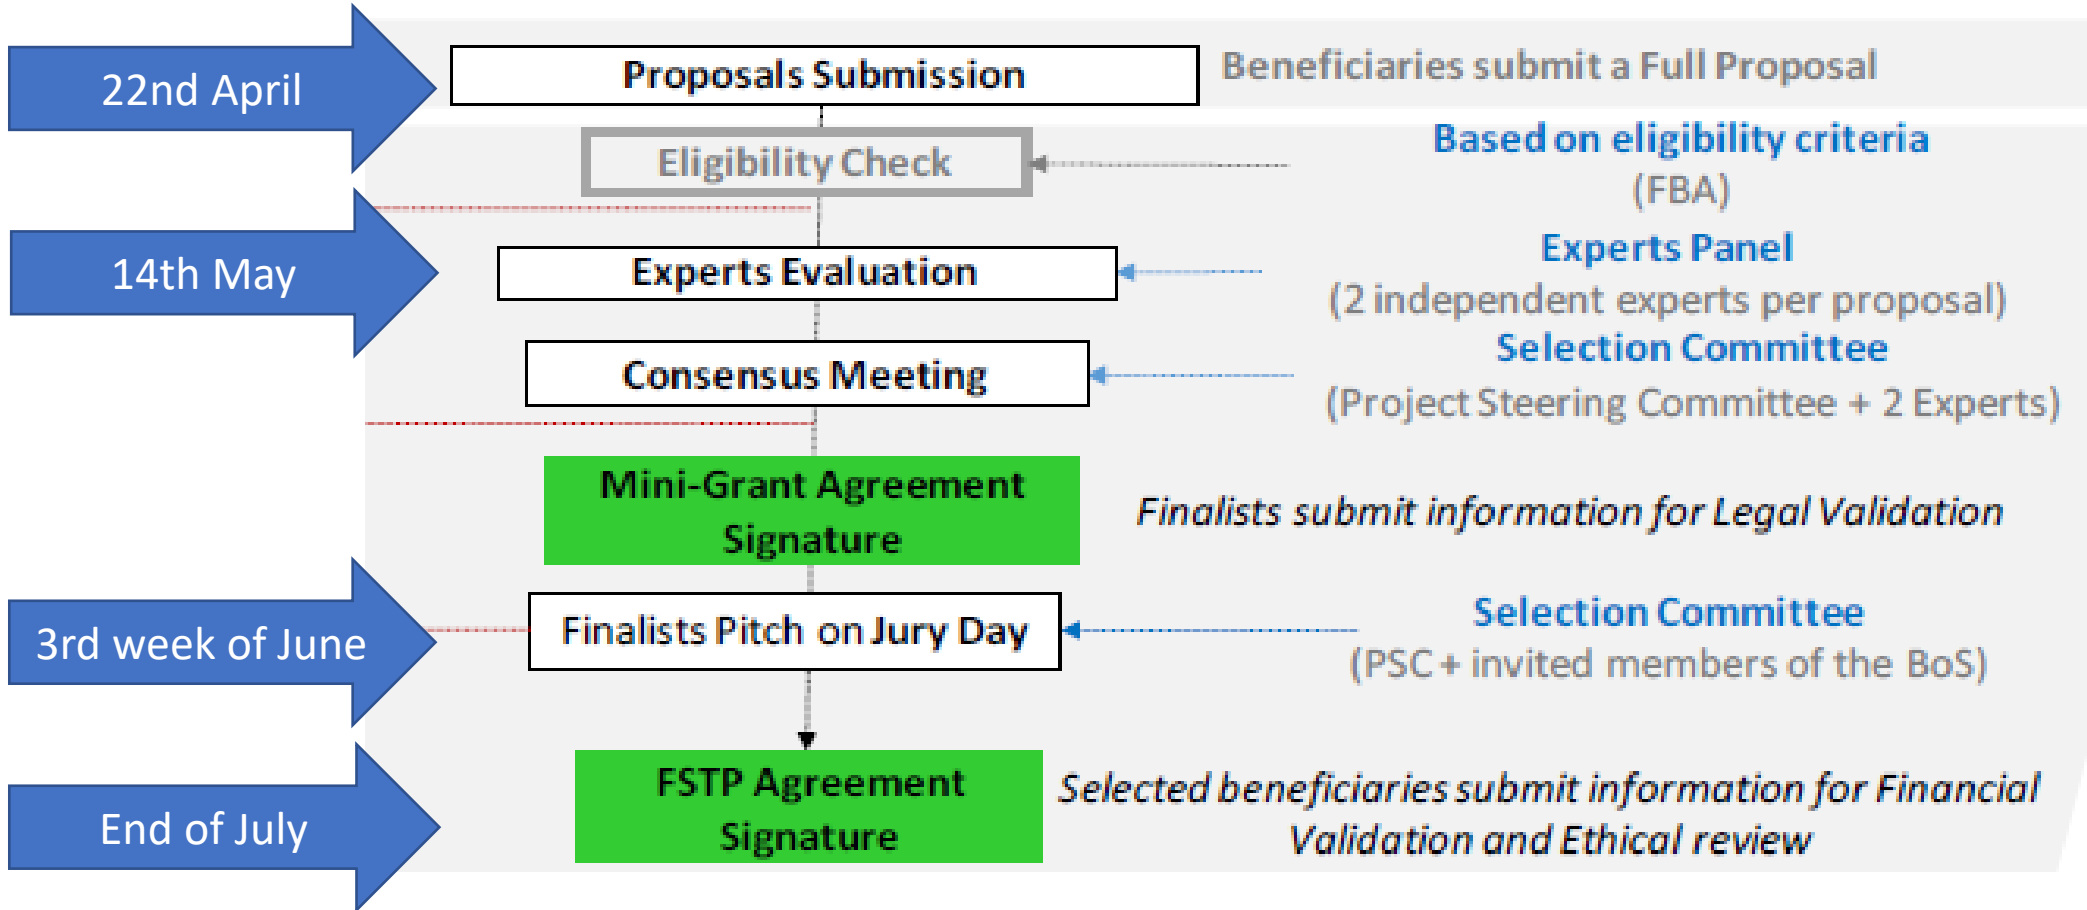 22nd April
Proposals Submission
Beneficiaries submit a Full Proposal
Eligibility Check
Based on eligibility criteria
(FBA)
14th May
Experts Evaluation
Experts Panel
(2 independent experts per proposal)
Consensus Meeting
Selection Committee
(Project Steering Committee + 2 Experts)
Mini-Grant Agreement
Signature
Finalists submit information for Legal Validation
3rd week of June
Finalists Pitch on Jury Day
Selection Committee
(PSC + invited members of the BoS)
End of July
FSTP Agreement
Signature
Selected beneficiaries submit information for Financial
Validation and Ethical review